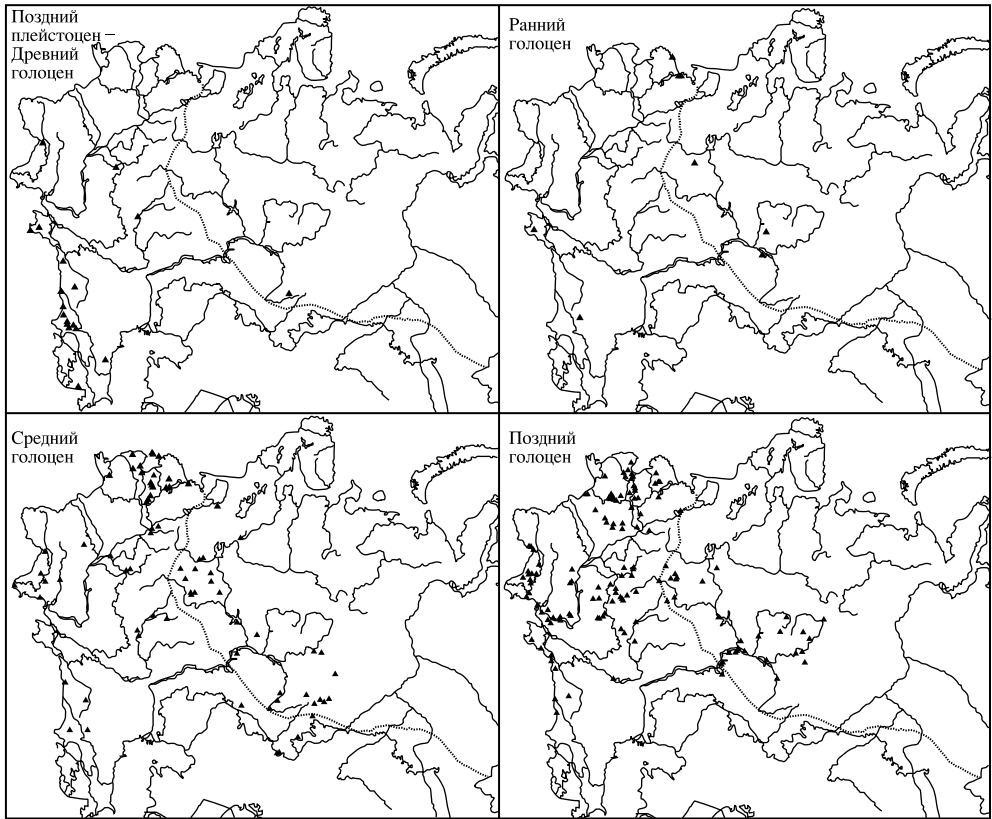 Поздний
плейстоцен –
Древний
голоцен
Ранний
голоцен
Средний
голоцен
Поздний
голоцен